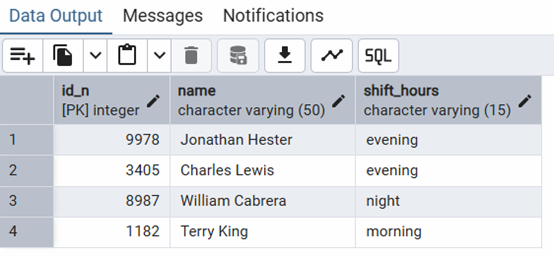 Data Output Messages Notifications
SQL
id_n name shift_hours
[PK] integer character varying (50) character varying (15)
1 9978 Jonathan Hester evening
2 3405 Charles Lewis evening
3 8987 William Cabrera night
4 1182 Terry King morning